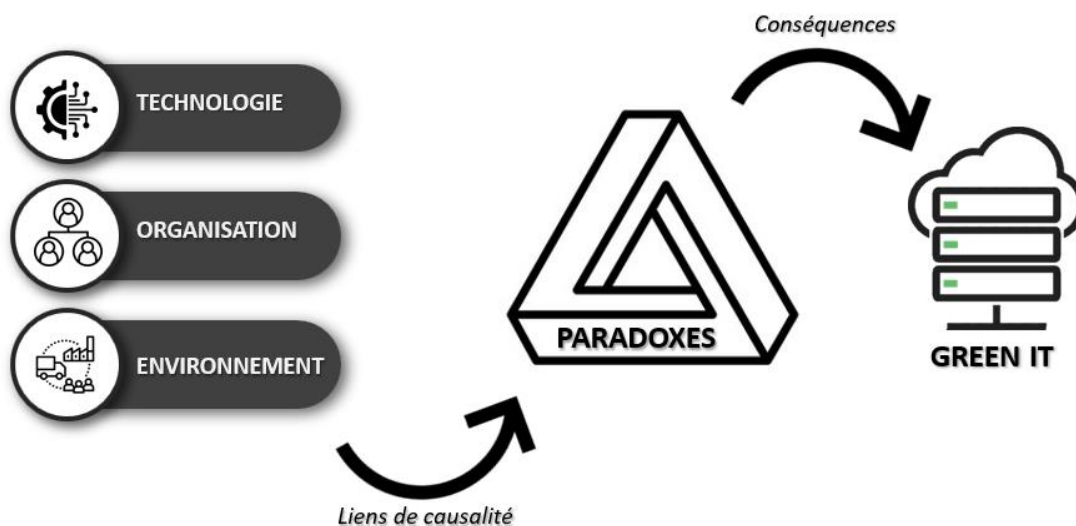 Conséquences
TECHNOLOGIE
ORGANISATION
ENVIRONNEMENT
PARADOXES
GREEN IT
Liens de causalité